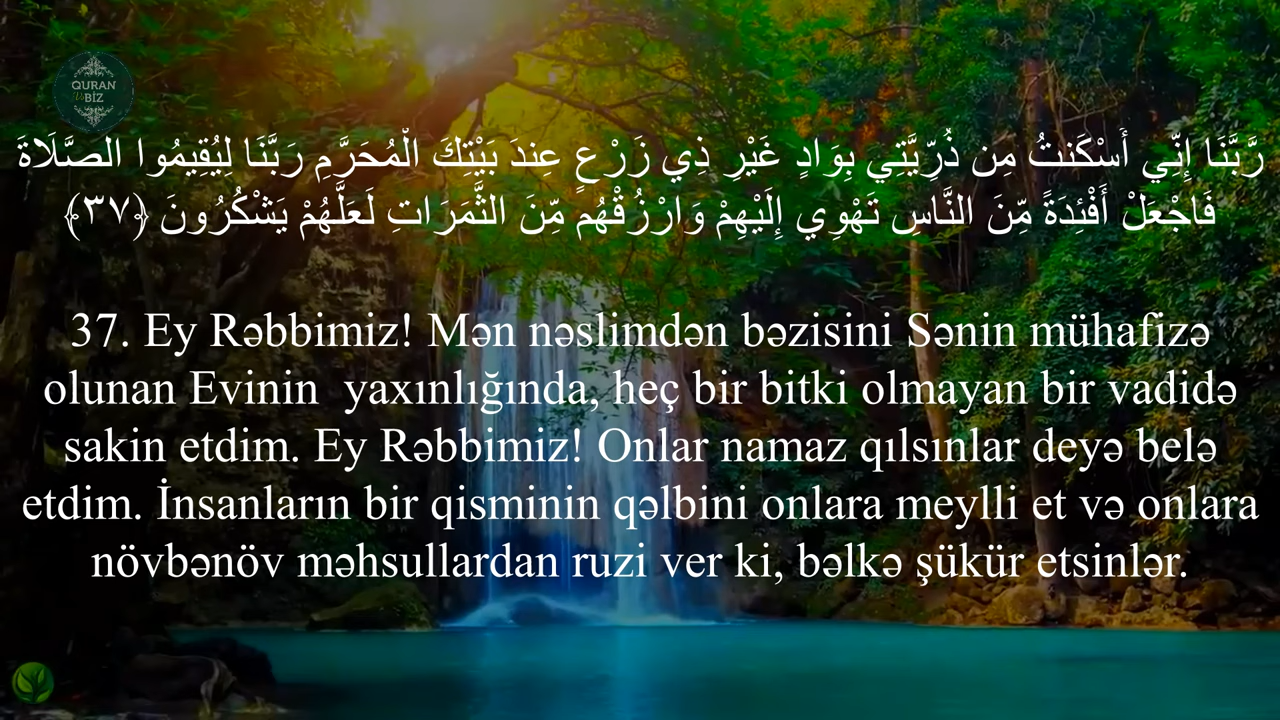 QURAN
Və
BİZ
رَّبَّنَا إِنِّي أَسْكَنتُ مِن ذُرِّيَّتِي بِوَادٍ غَيْرِ ذِي زَرْعٍ عِندَ بَيْتِكَ الْمُحَرَّمِ رَبَّنَا لِيُقِيمُوا الصَّلَاةَ
فَاجْعَلْ أَفْئِدَةً مِّنَ النَّاسِ تَهْوِي إِلَيْهِمْ وَارْزُقْهُم مِّنَ الثَّمَرَاتِ لَعَلَّهُمْ يَشْكُرُونَ ﴿٣٧﴾
37. Ey Rəbbimiz! Mən nəslimdən bəzisini Sənin mühafizə
olunan Evinin  yaxınlığında, heç bir bitki olmayan bir vadidə
sakin etdim. Ey Rəbbimiz! Onlar namaz qılsınlar deyə belə
etdim. İnsanların bir qisminin qəlbini onlara meylli et və onlara
növbənöv məhsullardan ruzi ver ki, bəlkə şükür etsinlər.